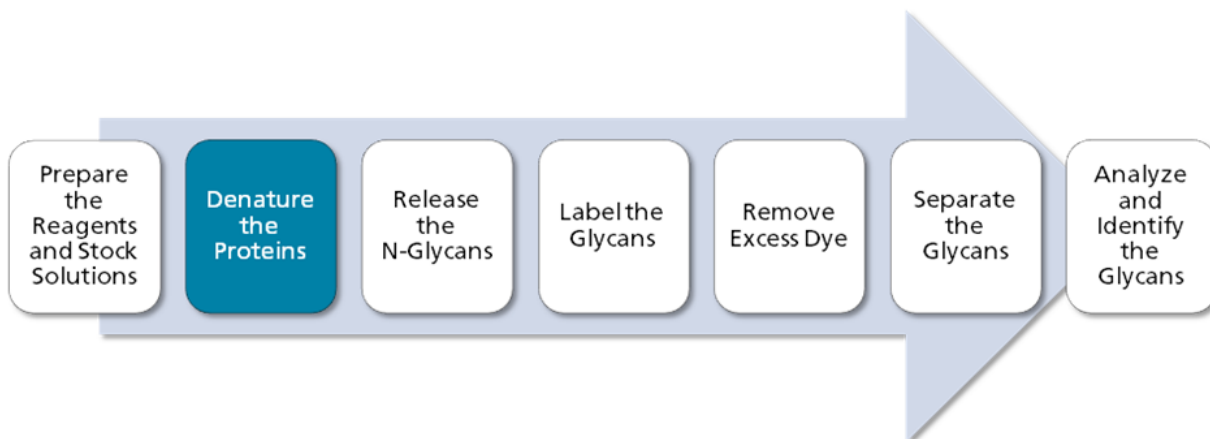 Prepare
the
Reagents
and Stock
Solutions
Denature
the
Proteins
Release
the
N-Glycans
Label the
Glycans
Remove
Excess Dye
Separate
the
Glycans
Analyze
and
Identify
the
Glycans